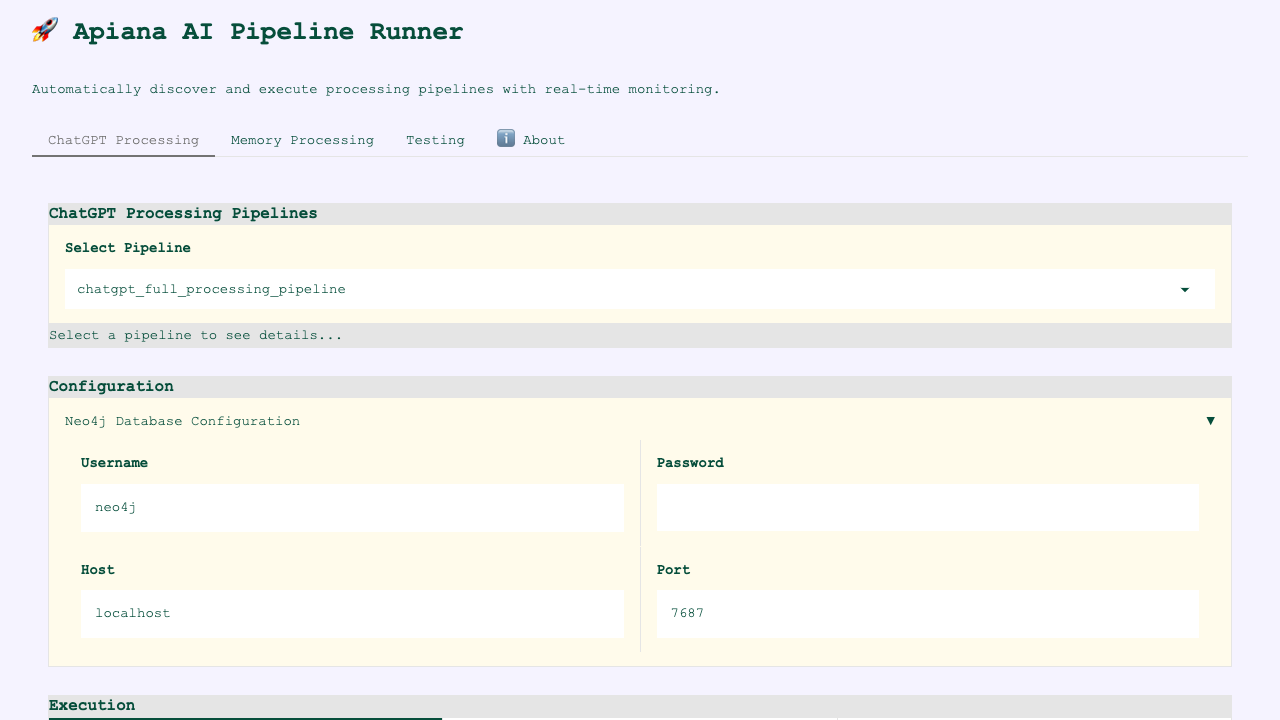 🚀 Apiana AI Pipeline Runner
Automatically discover and execute processing pipelines with real-time monitoring.
ChatGPT Processing Memory Processing Testing ℹ️ About
ChatGPT Processing Pipelines
Select Pipeline
chatgpt_full_processing_pipeline
Select a pipeline to see details...
Configuration
Neo4j Database Configuration ▼
Username Password
neo4j
Host Port
localhost 7687
Execution